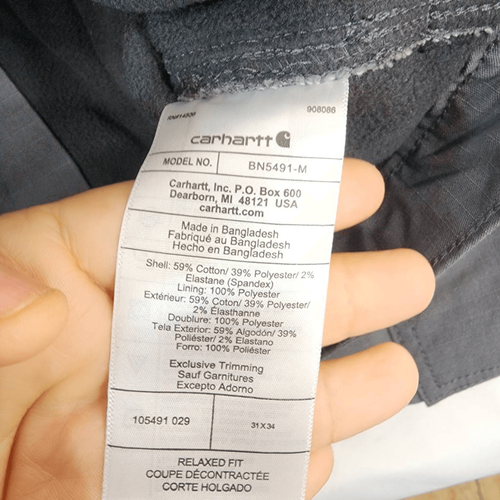 RN#14806
908086
carhartt
MODEL NO. BN5491-M
Carhartt, Inc. P.O. Box 600
Dearborn, MI 48121 USA
carhartt.com
Made in Bangladesh
Fabriqué au Bangladesh
Hecho en Bangladesh
Shell: 59% Cotton/ 39% Polyester/ 2%
Elastane (Spandex)
Lining: 100% Polyester
Extérieur: 59% Coton/ 39% Polyester/
2% Élasthanne
Doublure: 100% Polyester
Tela Exterior: 59% Algodón/ 39%
Poliéster/ 2% Elastano
Forro: 100% Poliéster
Exclusive Trimming
Sauf Garnitures
Excepto Adorno
105491 029
31X34
RELAXED FIT
COUPE DÉCONTRACTÉE
CORTE HOLGADO